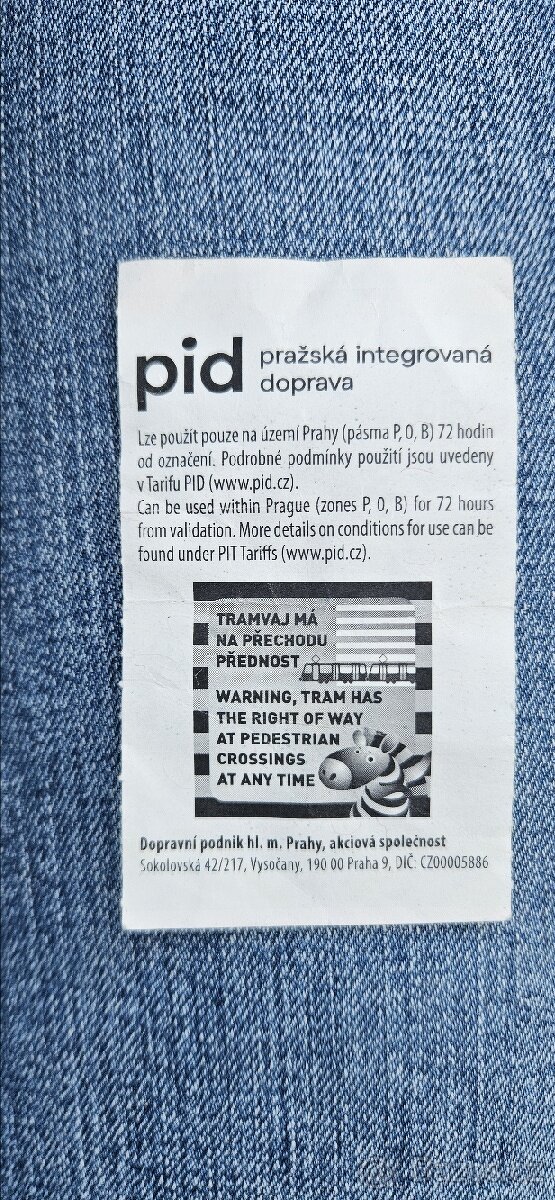 pid pražská integrovaná
doprava
Lze použít pouze na území Prahy (pásma P, 0, B) 72 hodin
od označení. Podrobné podmínky použití jsou uvedeny
v Tarifu PID (www.pid.cz).
Can be used within Prague (zones P, 0, B) for 72 hours
from validation. More details on conditions for use can be
found under PIT Tariffs (www.pid.cz).
TRAMVAJ MÁ
NA PŘECHODU
PŘEDNOST
WARNING, TRAM HAS
THE RIGHT OF WAY
AT PEDESTRIAN
CROSSINGS
AT ANY TIME
Dopravní podnik hl. m. Prahy, akciová společnost
Sokolovská 42/217, Vysočany, 190 00 Praha 9, DIČ: CZ00005886